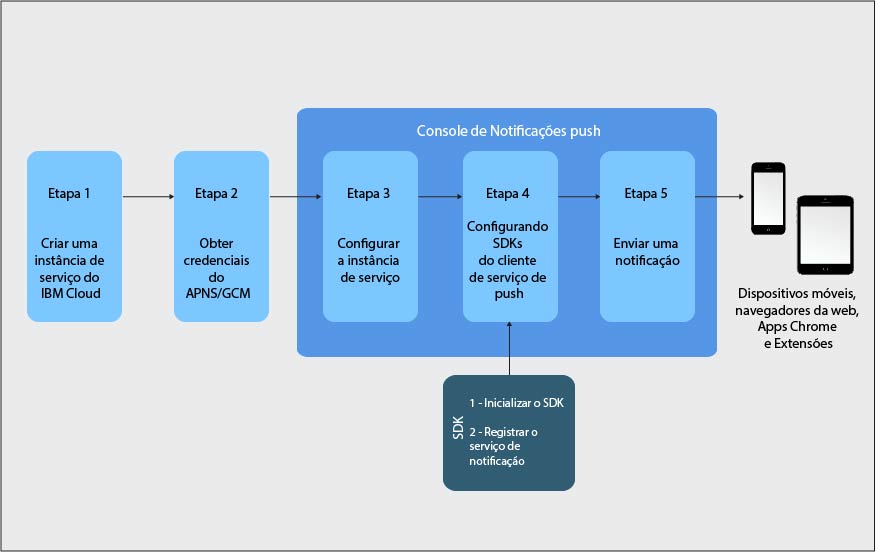 Console de Notificações push
Etapa 1
Criar uma
instância de
serviço do
IBM Cloud
Etapa 2
Obter
credenciais
do
APNS/GCM
Etapa 3
Configurar
a instância
de serviço
Etapa 4
Configurando
SDKs
do cliente
de serviço de
push
Etapa 5
Enviar uma
notificação
Dispositivos móveis,
navegadores da web,
Apps Chrome
e Extensões
SDK
1 - Inicializar o SDK
2 - Registrar o
serviço de
notificação